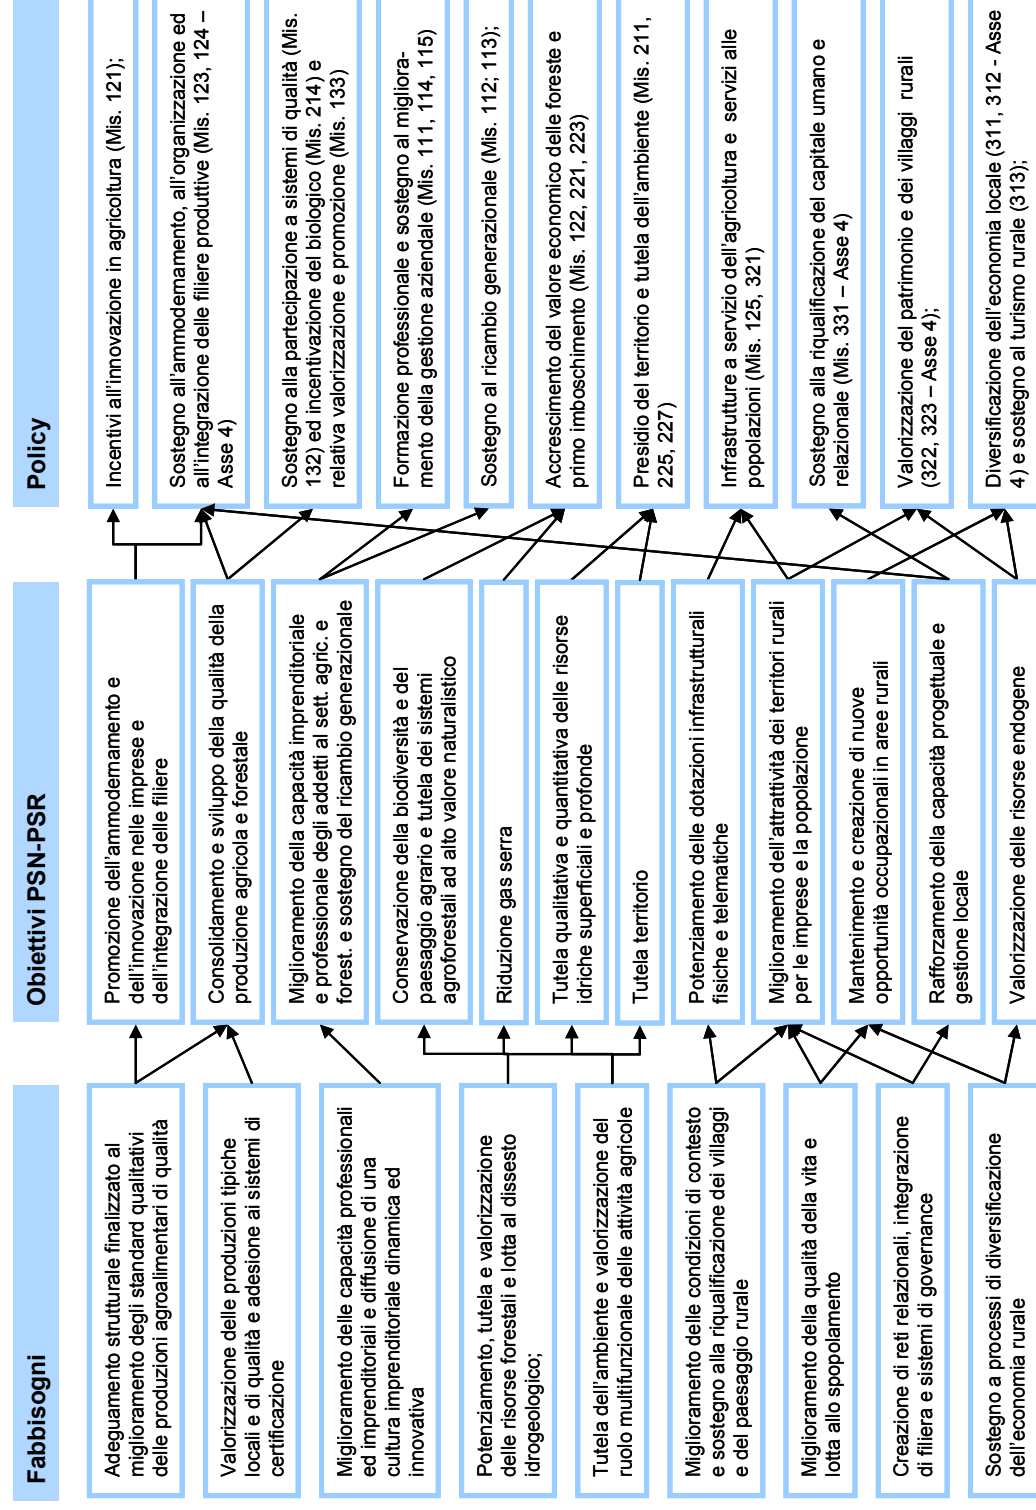 Fabbisogni
Adeguamento strutturale finalizzato al
miglioramento degli standard qualitativi
delle produzioni agroalimentari di qualità
Valorizzazione delle produzioni tipiche
locali e di qualità e adesione ai sistemi di
certificazione
Miglioramento delle capacità professionali
ed imprenditoriali e diffusione di una
cultura imprenditoriale dinamica ed
innovativa
Potenziamento, tutela e valorizzazione
delle risorse forestali e lotta al dissesto
idrogeologico;
Tutela dell'ambiente e valorizzazione del
ruolo multifunzionale delle attività agricole
Miglioramento delle condizioni di contesto
e sostegno alla riqualificazione dei villaggi
e del paesaggio rurale
Miglioramento della qualità della vita e
lotta allo spopolamento
Creazione di reti relazionali, integrazione
di filiera e sistemi di governance
Sostegno a processi di diversificazione
dell'economia rurale
Obiettivi PSN-PSR
Promozione dell'ammodernamento e
dell'innovazione nelle imprese e
dell'integrazione delle filiere
Consolidamento e sviluppo della qualità della
produzione agricola e forestale
Miglioramento della capacità imprenditoriale
e professionale degli addetti al sett. agric. e
forest. e sostegno del ricambio generazionale
Conservazione della biodiversità e del
paesaggio agrario e tutela dei sistemi
agroforestali ad alto valore naturalistico
Riduzione gas serra
Tutela qualitativa e quantitativa delle risorse
idriche superficiali e profonde
Tutela territorio
Potenziamento delle dotazioni infrastrutturali
fisiche e telematiche
Miglioramento dell'attrattività dei territori rurali
per le imprese e la popolazione
Mantenimento e creazione di nuove
opportunità occupazionali in aree rurali
Rafforzamento della capacità progettuale e
gestione locale
Valorizzazione delle risorse endogene
Policy
Incentivi all'innovazione in agricoltura (Mis. 121);
Sostegno all'ammodernamento, all'organizzazione ed
all'integrazione delle filiere produttive (Mis. 123, 124 –
Asse 4)
Sostegno alla partecipazione a sistemi di qualità (Mis.
132) ed incentivazione del biologico (Mis. 214) e
relativa valorizzazione e promozione (Mis. 133)
Formazione professionale e sostegno al migliora-
mento della gestione aziendale (Mis. 111, 114, 115)
Sostegno al ricambio generazionale (Mis. 112; 113);
Accrescimento del valore economico delle foreste e
primo imboschimento (Mis. 122, 221, 223)
Presidio del territorio e tutela dell'ambiente (Mis. 211,
225, 227)
Infrastrutture a servizio dell'agricoltura e servizi alle
popolazioni (Mis. 125, 321)
Sostegno alla riqualificazione del capitale umano e
relazionale (Mis. 331 – Asse 4)
Valorizzazione del patrimonio e dei villaggi rurali
(322, 323 – Asse 4);
Diversificazione dell'economia locale (311, 312 - Asse
4) e sostegno al turismo rurale (313);